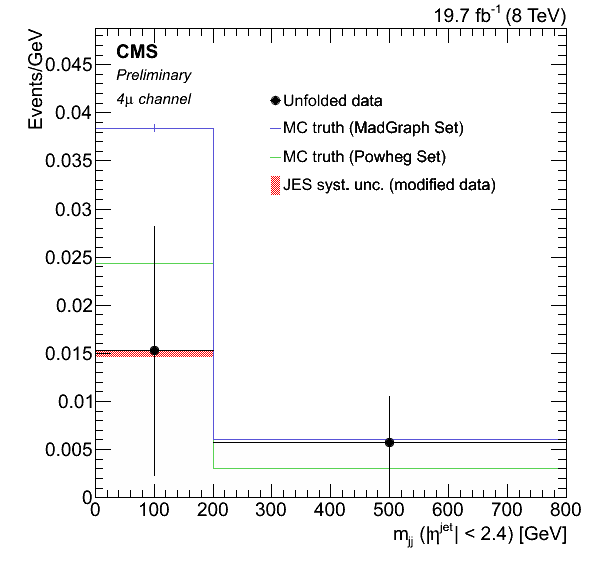 19.7 fb⁻¹ (8 TeV)
Events/GeV
CMS
Preliminary
4μ channel
Unfolded data
MC truth (MadGraph Set)
MC truth (Powheg Set)
JES syst. unc. (modified data)
0.045
0.04
0.035
0.03
0.025
0.02
0.015
0.01
0.005
0
0 100 200 300 400 500 600 700 800
m_jj (|η^jet| < 2.4) [GeV]